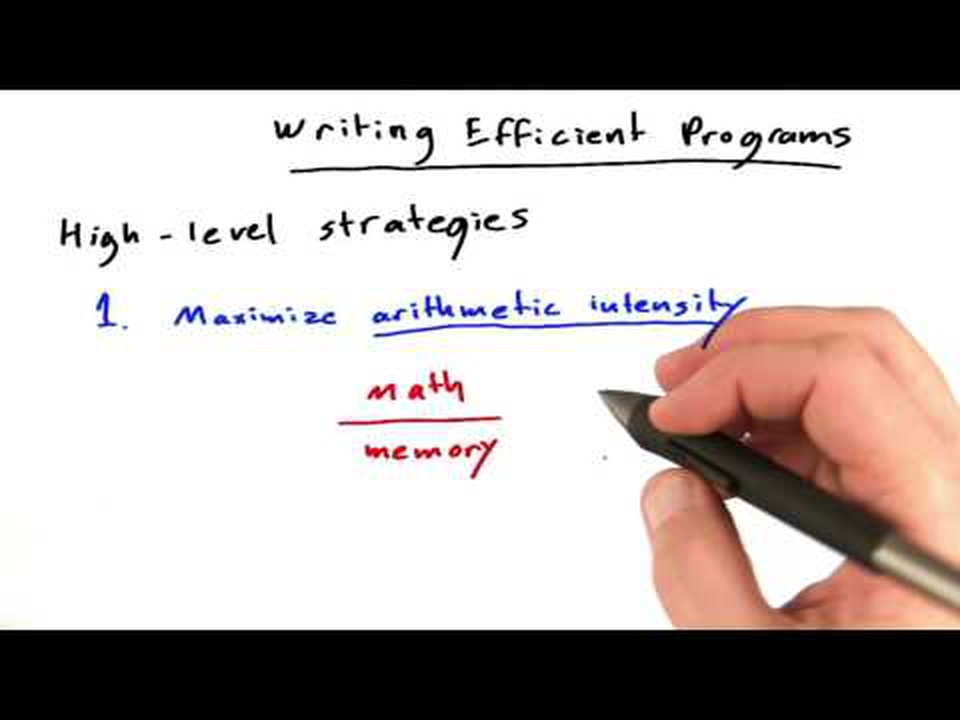 Writing Efficient Programs
High-level strategies
1. Maximize arithmetic intensity
math
memory